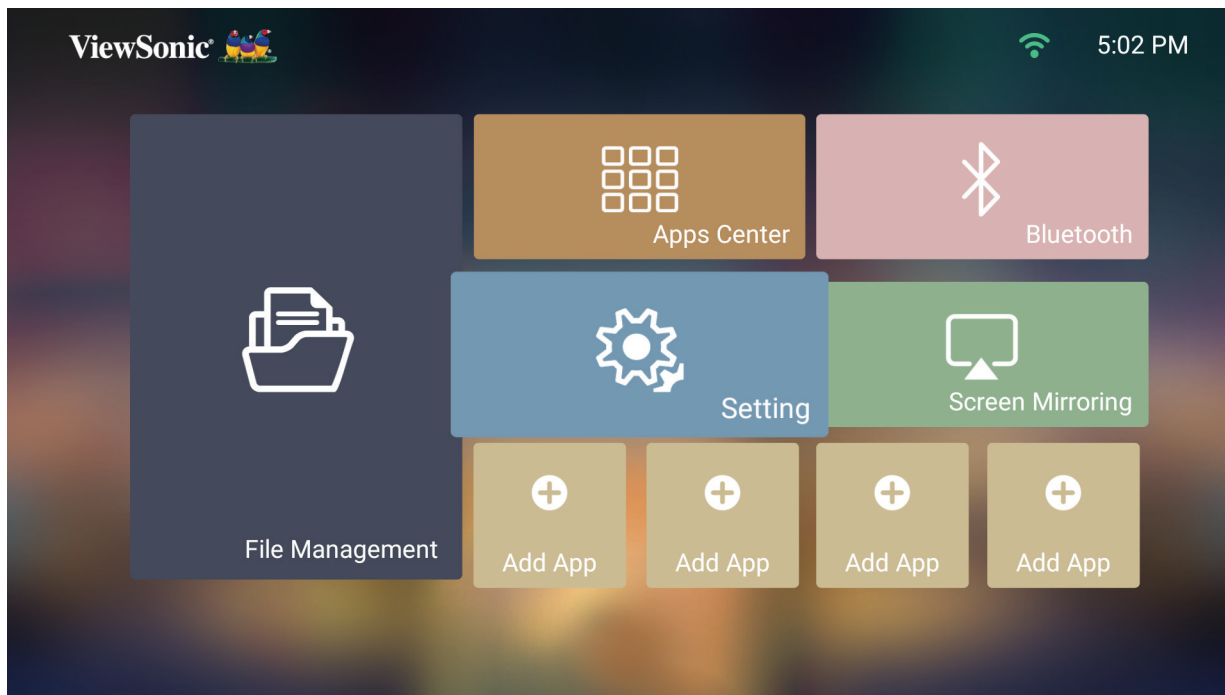 ViewSonic
5:02 PM
Apps Center
Bluetooth
Setting
Screen Mirroring
File Management
Add App
Add App
Add App
Add App